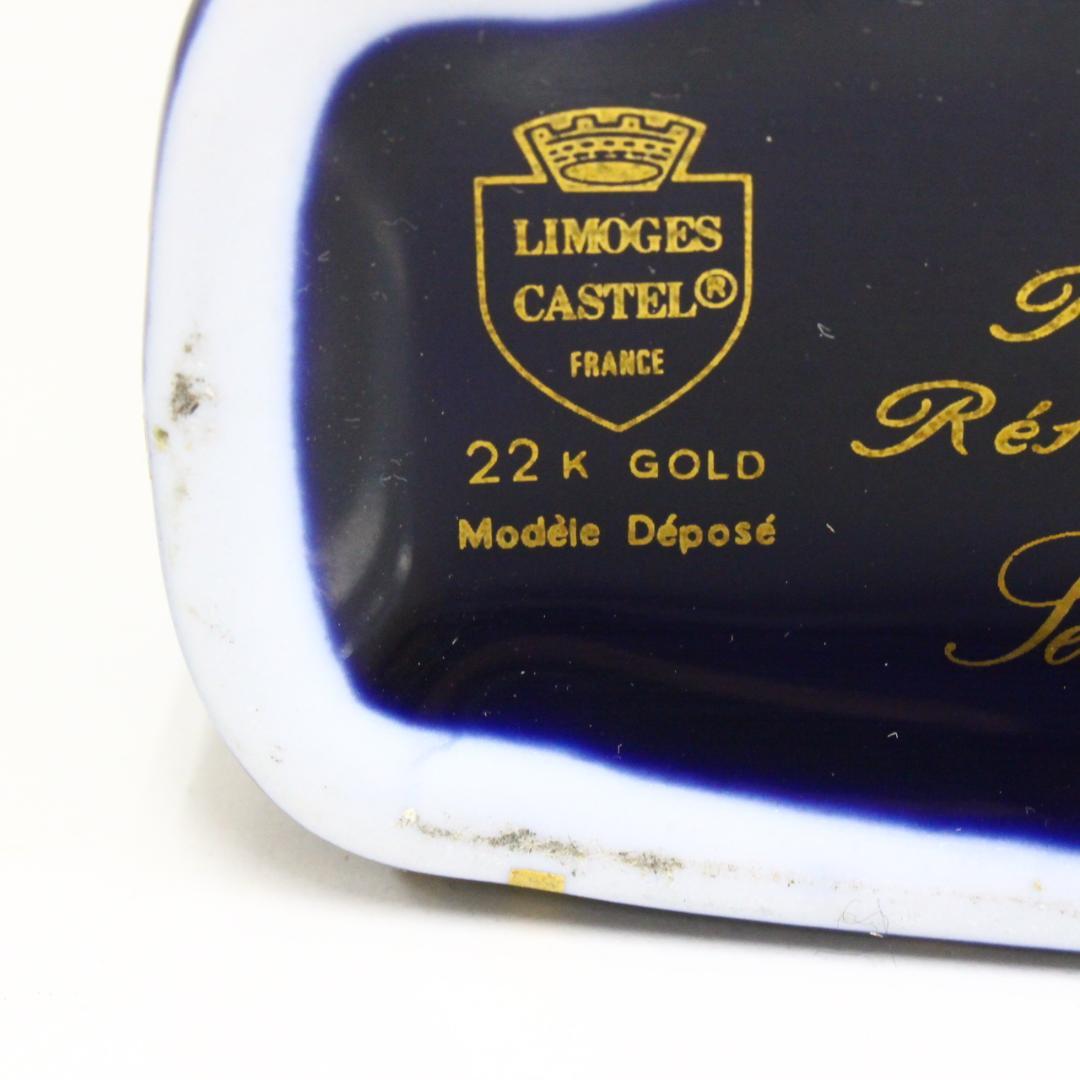 LIMOGES
CASTEL®
FRANCE
22 K GOLD
Modèle Déposé